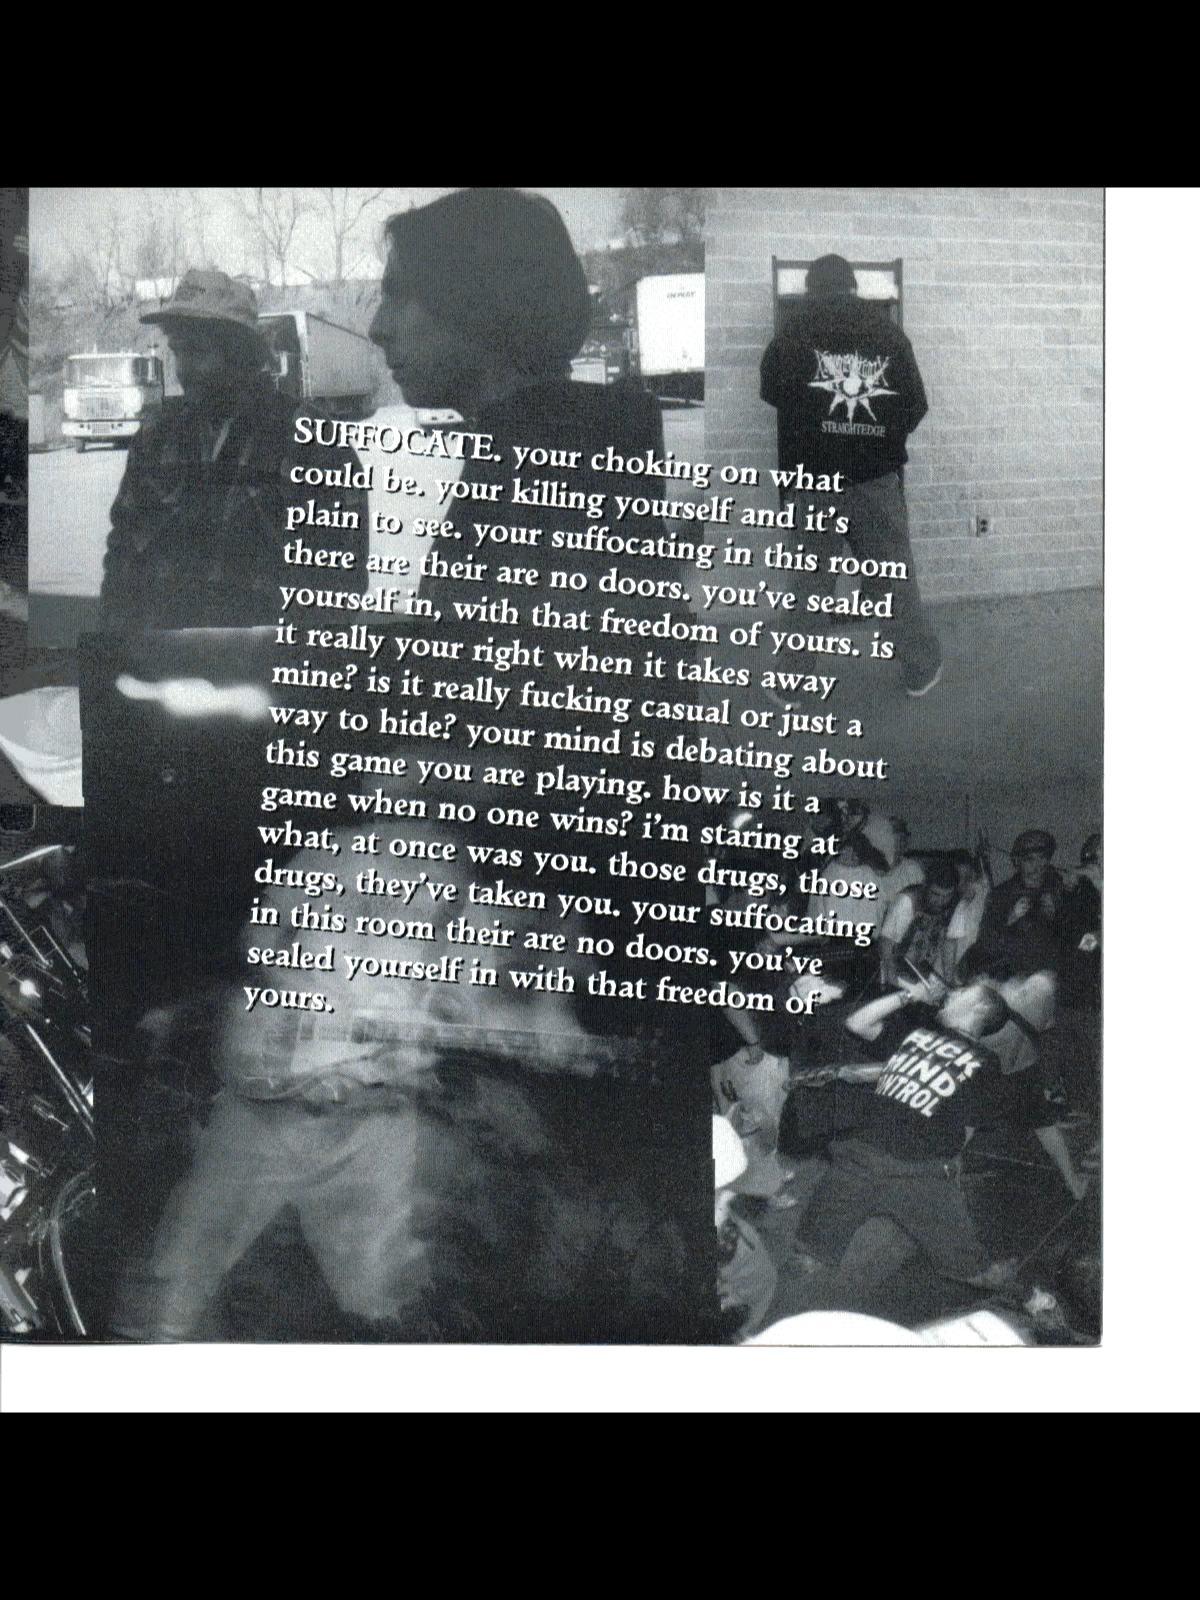 SUFFOCATE. your choking on what
could be. your killing yourself and it's
plain to see. your suffocating in this room
there are their are no doors. you've sealed
yourself in, with that freedom of yours. is
it really your right when it takes away
mine? is it really fucking casual or just a
way to hide? your mind is debating about
this game you are playing. how is it a
game when no one wins? i'm staring at
what, at once was you. those drugs, those
drugs, they've taken you. your suffocating
in this room their are no doors. you've
sealed yourself in with that freedom of
yours.
STRAIGHTEDGE
FUCK
MIND
NTROL